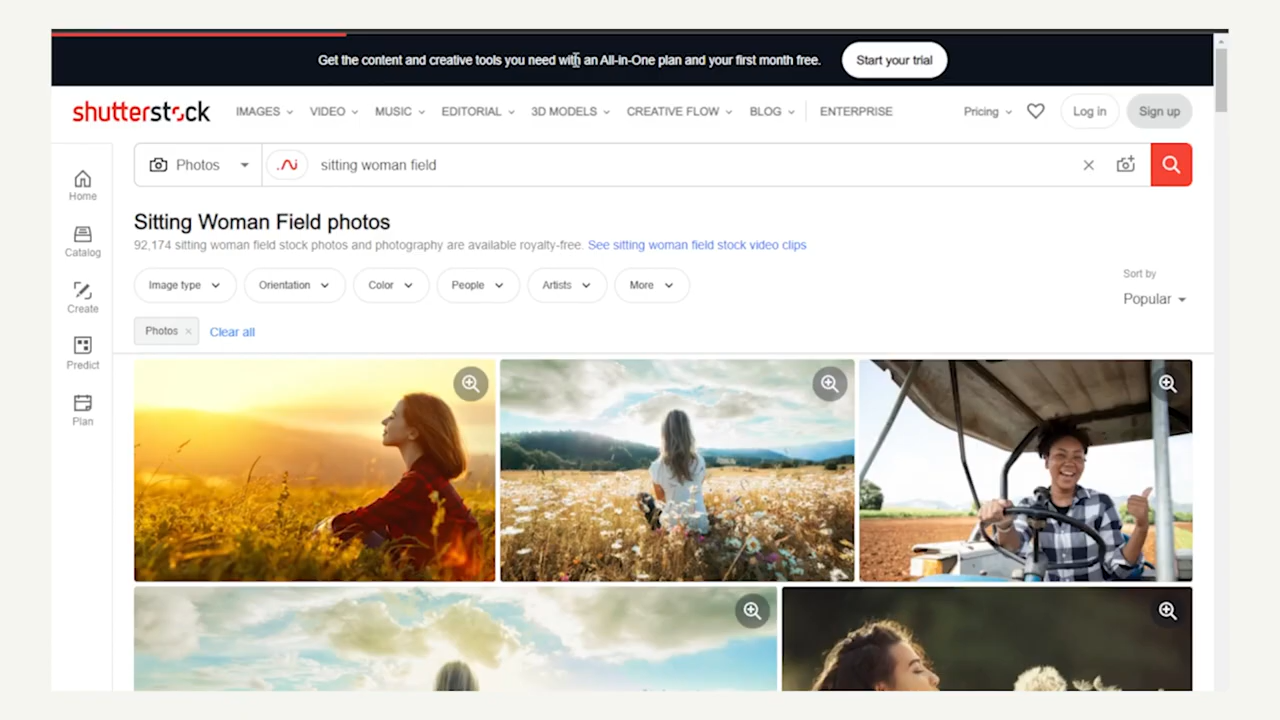 Get the content and creative tools you need with an All-in-One plan and your first month free. Start your trial
shutterstock IMAGES VIDEO MUSIC EDITORIAL 3D MODELS CREATIVE FLOW BLOG ENTERPRISE Pricing Log in Sign up
Photos .Ai sitting woman field
Home
Catalog
Create
Predict
Plan
Sitting Woman Field photos
92,174 sitting woman field stock photos and photography are available royalty-free. See sitting woman field stock video clips
Image type Orientation Color People Artists More
Sort by
Popular
Photos × Clear all